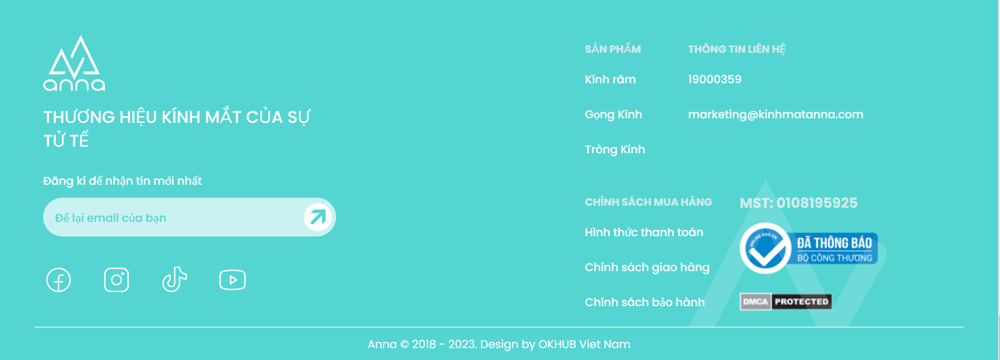 anna
THƯƠNG HIỆU KÍNH MẮT CỦA SỰ
TỬ TẾ
Đăng kí để nhận tin mới nhất
Để lại email của bạn
SẢN PHẨM
Kính râm
Gọng Kính
Tròng Kính
THÔNG TIN LIÊN HỆ
19000359
marketing@kinhmatanna.com
CHÍNH SÁCH MUA HÀNG
Hình thức thanh toán
Chính sách giao hàng
Chính sách bảo hành
MST: 0108195925
ONLINE.GOV.VN
ĐÃ THÔNG BÁO
BỘ CÔNG THƯƠNG
DMCA PROTECTED
Anna © 2018 - 2023. Design by OKHUB Viet Nam